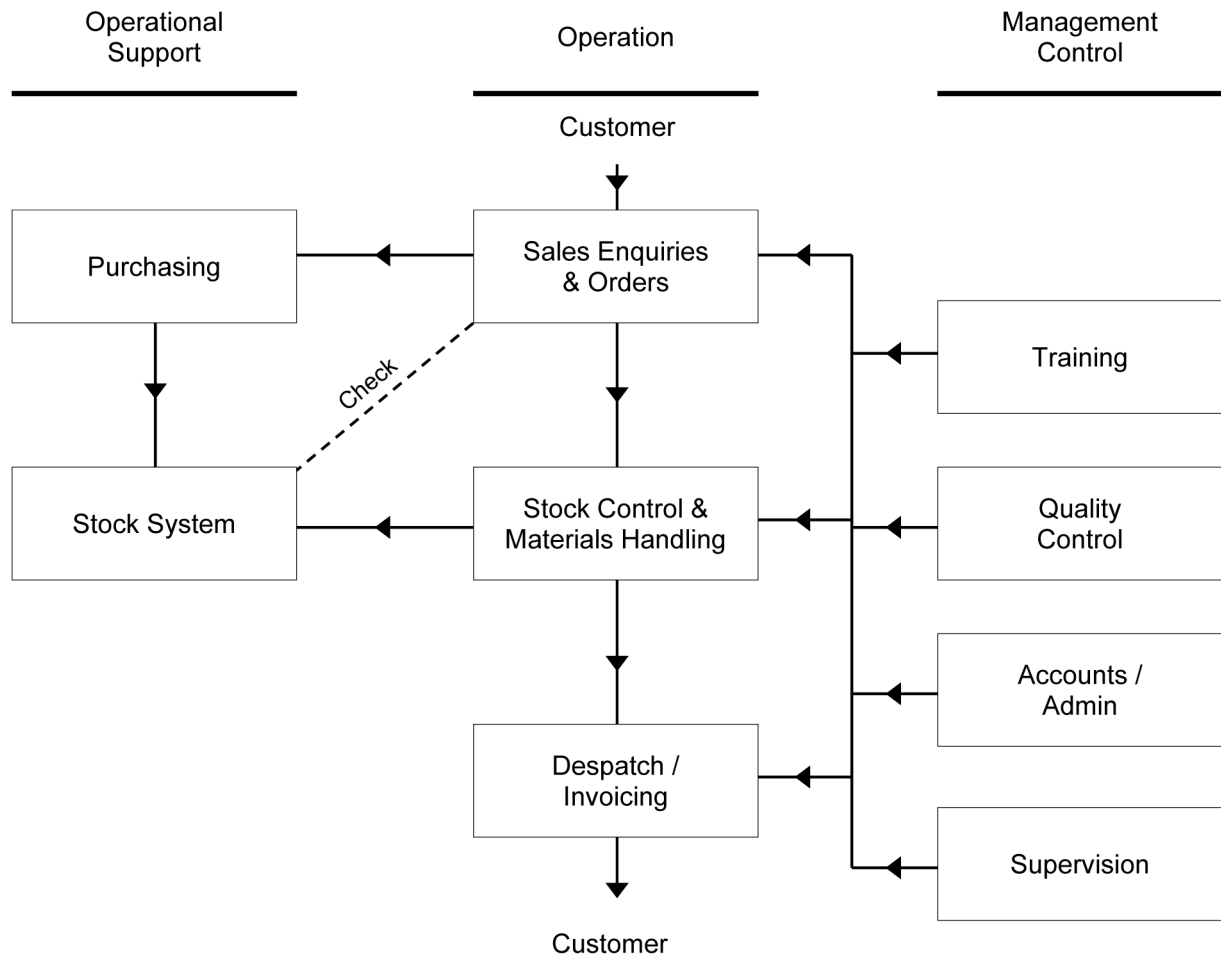 Operational
Support
Operation
Management
Control
Customer
Purchasing
Sales Enquiries
& Orders
Training
Check
Stock System
Stock Control &
Materials Handling
Quality
Control
Accounts /
Admin
Despatch /
Invoicing
Supervision
Customer